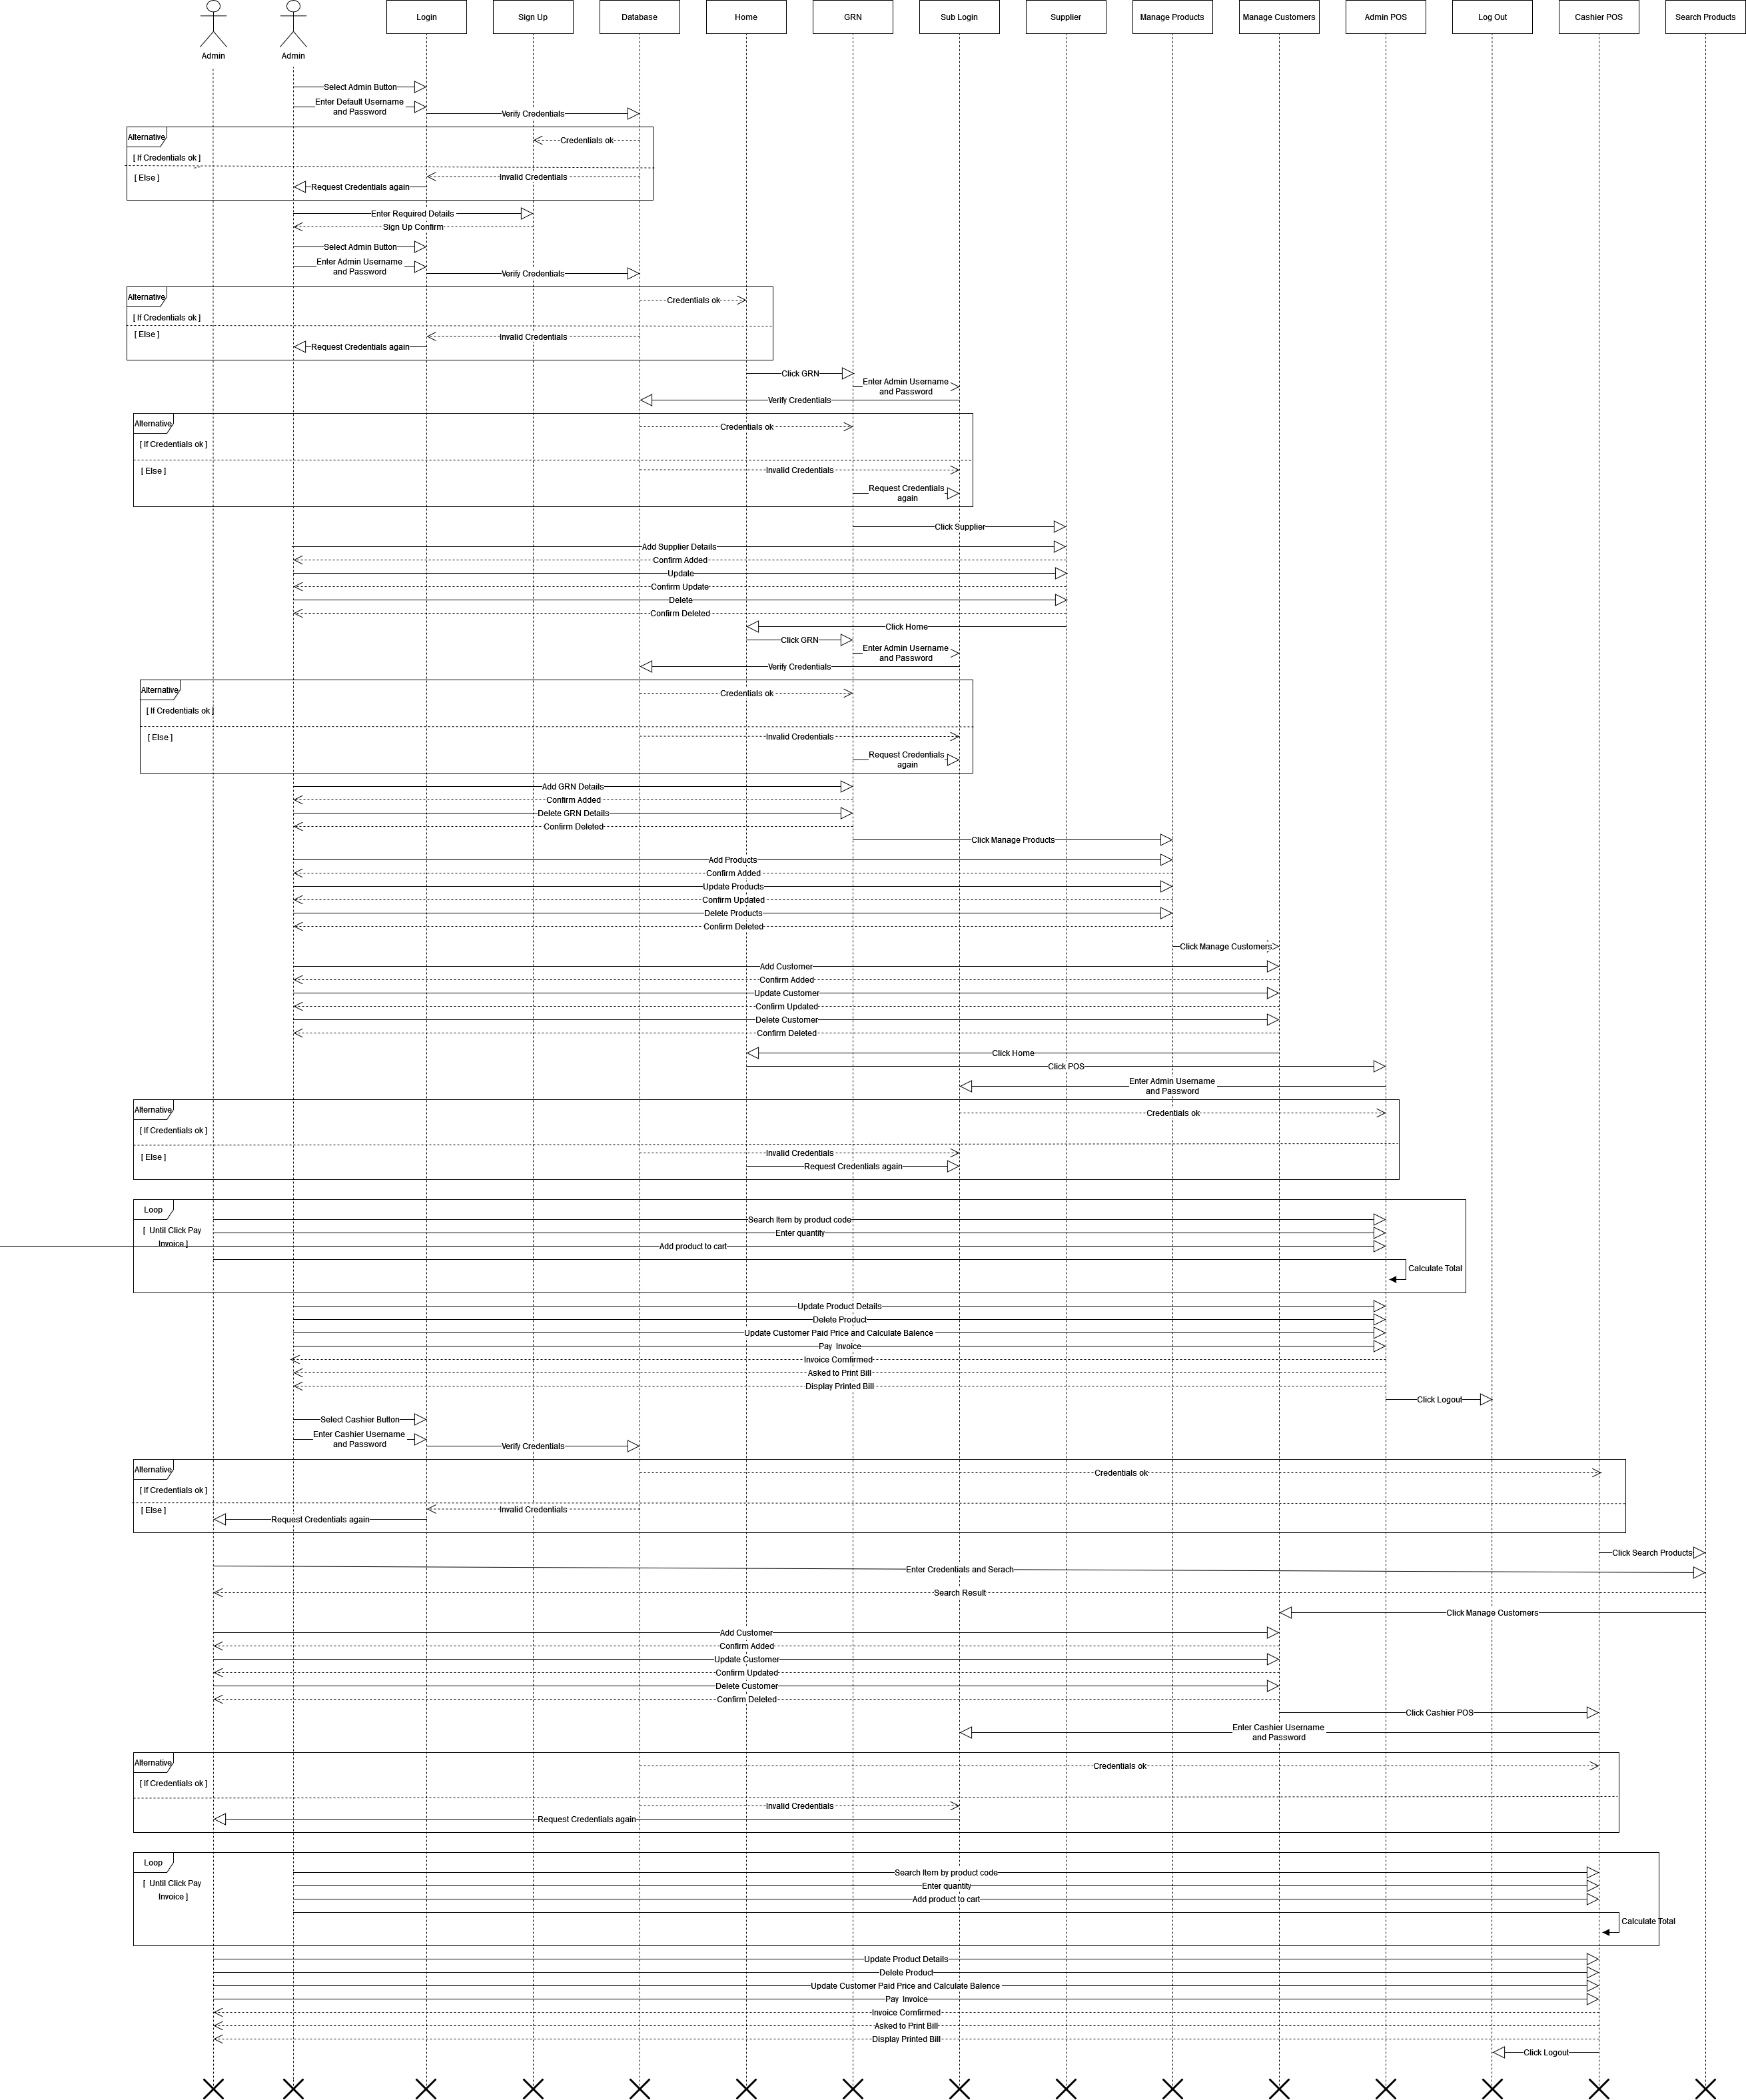 Admin
Admin
Login
Sign Up
Database
Home
GRN
Sub Login
Supplier
Manage Products
Manage Customers
Admin POS
Log Out
Cashier POS
Search Products
Select Admin Button
Enter Default Username
and Password
Verify Credentials
Alternative
Credentials ok
[ If Credentials ok ]
[ Else ]
Invalid Credentials
Request Credentials again
Enter Required Details
Sign Up Confirm
Select Admin Button
Enter Admin Username
and Password
Verify Credentials
Alternative
Credentials ok
[ If Credentials ok ]
[ Else ]
Invalid Credentials
Request Credentials again
Click GRN
Enter Admin Username
and Password
Verify Credentials
Alternative
Credentials ok
[ If Credentials ok ]
[ Else ]
Invalid Credentials
Request Credentials
again
Click Supplier
Add Supplier Details
Confirm Added
Update
Confirm Update
Delete
Confirm Deleted
Click Home
Click GRN
Enter Admin Username
and Password
Verify Credentials
Alternative
Credentials ok
[ If Credentials ok ]
[ Else ]
Invalid Credentials
Request Credentials
again
Add GRN Details
Confirm Added
Delete GRN Details
Confirm Deleted
Click Manage Products
Add Products
Confirm Added
Update Products
Confirm Updated
Delete Products
Confirm Deleted
Click Manage Customers
Add Customer
Confirm Added
Update Customer
Confirm Updated
Delete Customer
Confirm Deleted
Click Home
Click POS
Enter Admin Username
and Password
Alternative
Credentials ok
[ If Credentials ok ]
[ Else ]
Invalid Credentials
Request Credentials again
Loop
[ Until Click Pay
Invoice ]
Search Item by product code
Enter quantity
Add product to cart
Calculate Total
Update Product Details
Delete Product
Update Customer Paid Price and Calculate Balence
Pay Invoice
Invoice Comfirmed
Asked to Print Bill
Display Printed Bill
Click Logout
Select Cashier Button
Enter Cashier Username
and Password
Verify Credentials
Alternative
Credentials ok
[ If Credentials ok ]
[ Else ]
Invalid Credentials
Request Credentials again
Click Search Products
Enter Credentials and Serach
Search Result
Click Manage Customers
Add Customer
Confirm Added
Update Customer
Confirm Updated
Delete Customer
Confirm Deleted
Click Cashier POS
Enter Cashier Username
and Password
Alternative
Credentials ok
[ If Credentials ok ]
Invalid Credentials
Request Credentials again
Loop
[ Until Click Pay
Invoice ]
Search Item by product code
Enter quantity
Add product to cart
Calculate Total
Update Product Details
Delete Product
Update Customer Paid Price and Calculate Balence
Pay Invoice
Invoice Comfirmed
Asked to Print Bill
Display Printed Bill
Click Logout